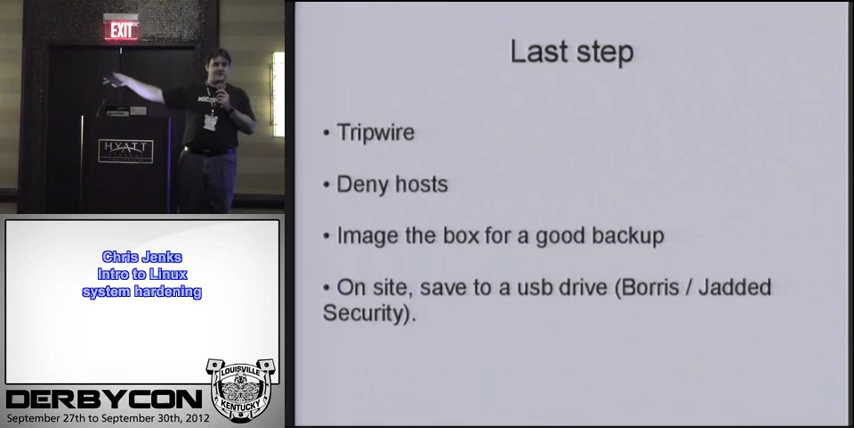 EXIT
HYATT
Chris Jenks
Intro to Linux
system hardening
LOUISVILLE
KENTUCKY
DERBYCON
September 27th to September 30th, 2012
Last step
• Tripwire
• Deny hosts
• Image the box for a good backup
• On site, save to a usb drive (Borris / Jadded
Security).